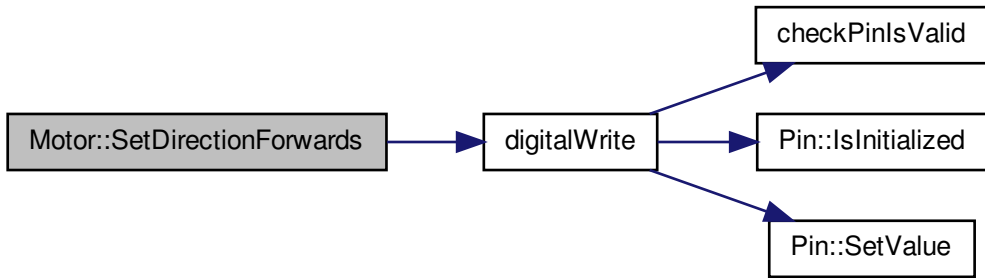 checkPinIsValid
Motor::SetDirectionForwards
digitalWrite
Pin::IsInitialized
Pin::SetValue